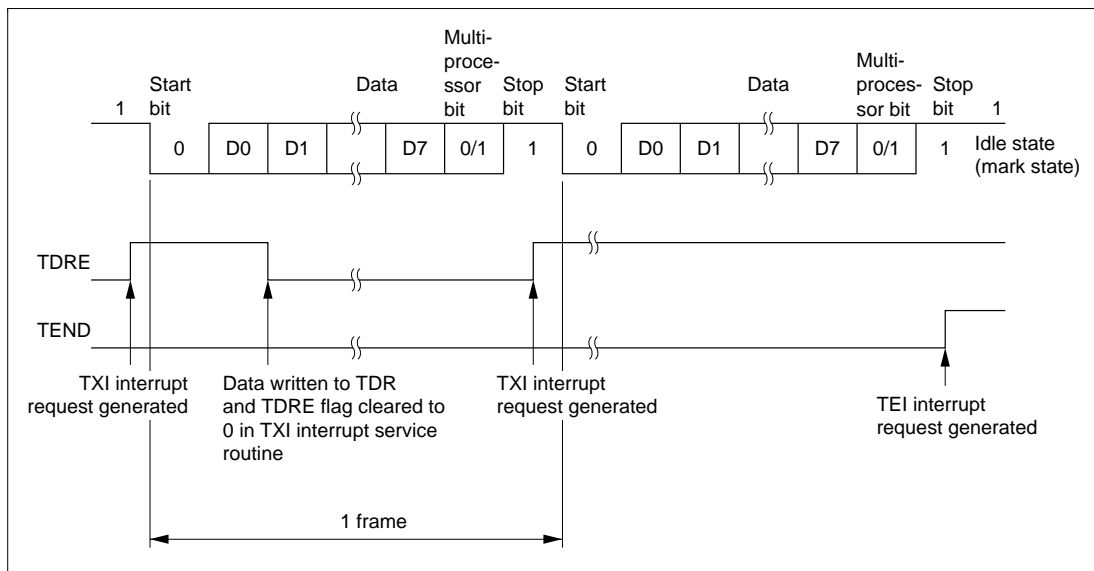 Multi-
proce-
ssor
bit
Start
bit
Data
Stop
bit
Start
bit
Data
Multi-
proces-
sor bit
Stop
bit
1
1
0
D0
D1
D7
0/1
1
0
D0
D1
D7
0/1
1
Idle state
(mark state)
TDRE
TEND
TXI interrupt
request generated
Data written to TDR
and TDRE flag cleared to
0 in TXI interrupt service
routine
TXI interrupt
request generated
TEI interrupt
request generated
1 frame